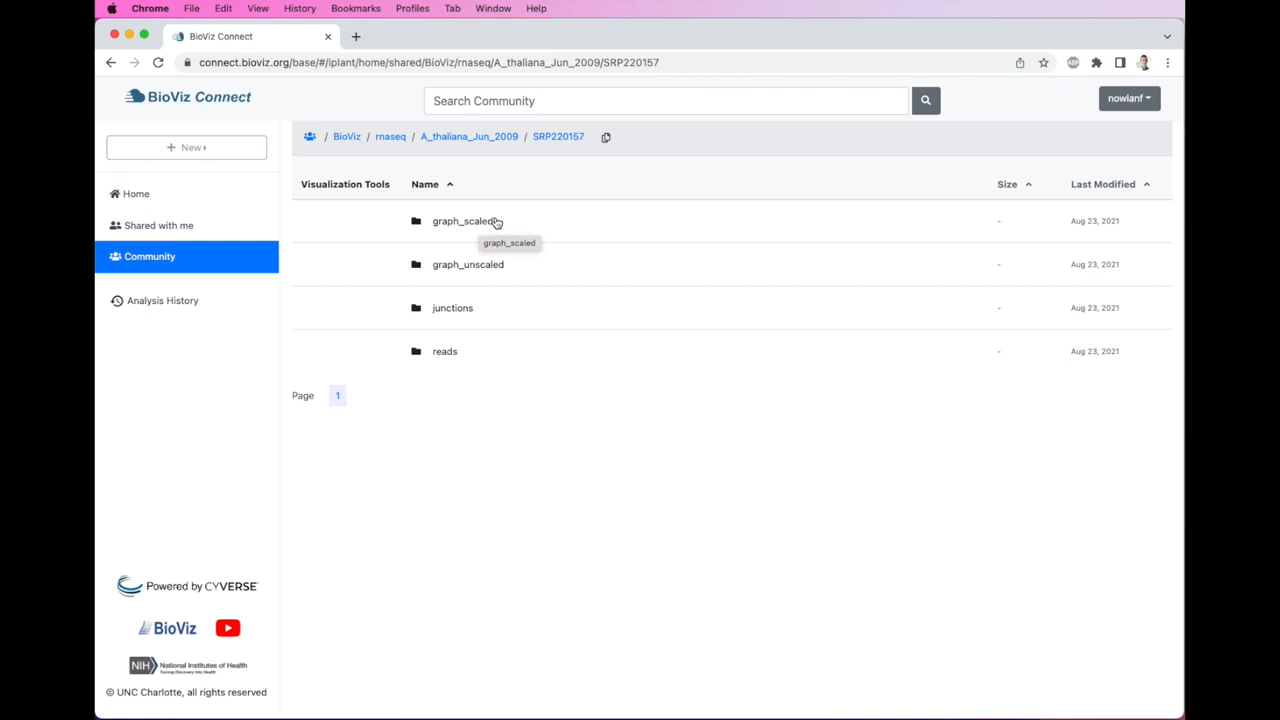 Chrome File Edit View History Bookmarks Profiles Tab Window Help
BioViz Connect
connect.bioviz.org/base/#/iplant/home/shared/BioViz/rnaseq/A_thaliana_Jun_2009/SRP220157
BioViz Connect
Search Community
nowlanf
/ BioViz / rnaseq / A_thaliana_Jun_2009 / SRP220157
+ New
Home
Shared with me
Community
Analysis History
Visualization Tools Name Size Last Modified
graph_scaled - Aug 23, 2021
graph_scaled
graph_unscaled - Aug 23, 2021
junctions - Aug 23, 2021
reads - Aug 23, 2021
Page 1
Powered by CYVERSE
BioViz
NIH National Institutes of Health
Turning Discovery Into Health
© UNC Charlotte, all rights reserved